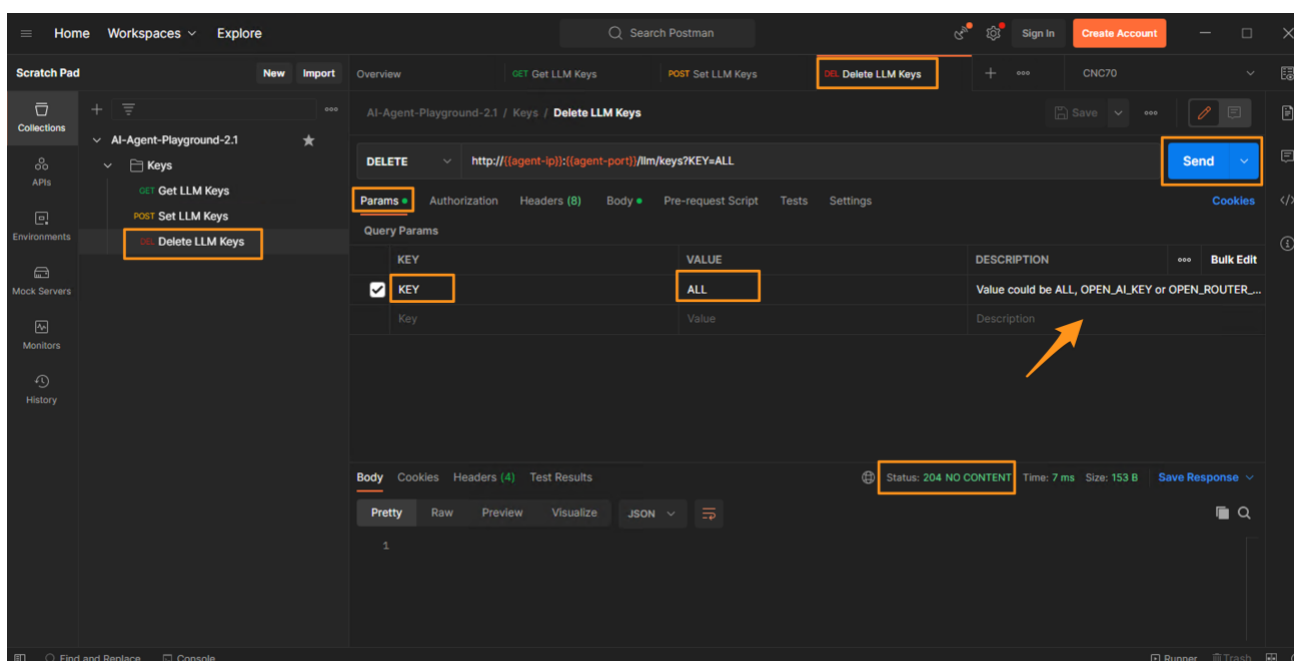 Home Workspaces Explore Search Postman Sign In Create Account
Scratch Pad New Import Overview GET Get LLM Keys POST Set LLM Keys DEL Delete LLM Keys CNC70
Collections
APIs
Environments
Mock Servers
Monitors
History
AI-Agent-Playground-2.1
Keys
GET Get LLM Keys
POST Set LLM Keys
DEL Delete LLM Keys
AI-Agent-Playground-2.1 / Keys / Delete LLM Keys Save
DELETE http://{{agent-ip}}:{{agent-port}}/llm/keys?KEY=ALL Send
Params Authorization Headers (8) Body Pre-request Script Tests Settings Cookies
Query Params
KEY VALUE DESCRIPTION Bulk Edit
KEY ALL Value could be ALL, OPEN_AI_KEY or OPEN_ROUTER_...
Key Value Description
Body Cookies Headers (4) Test Results Status: 204 NO CONTENT Time: 7 ms Size: 153 B Save Response
Pretty Raw Preview Visualize JSON
1
Find and Replace Console Runner Trash